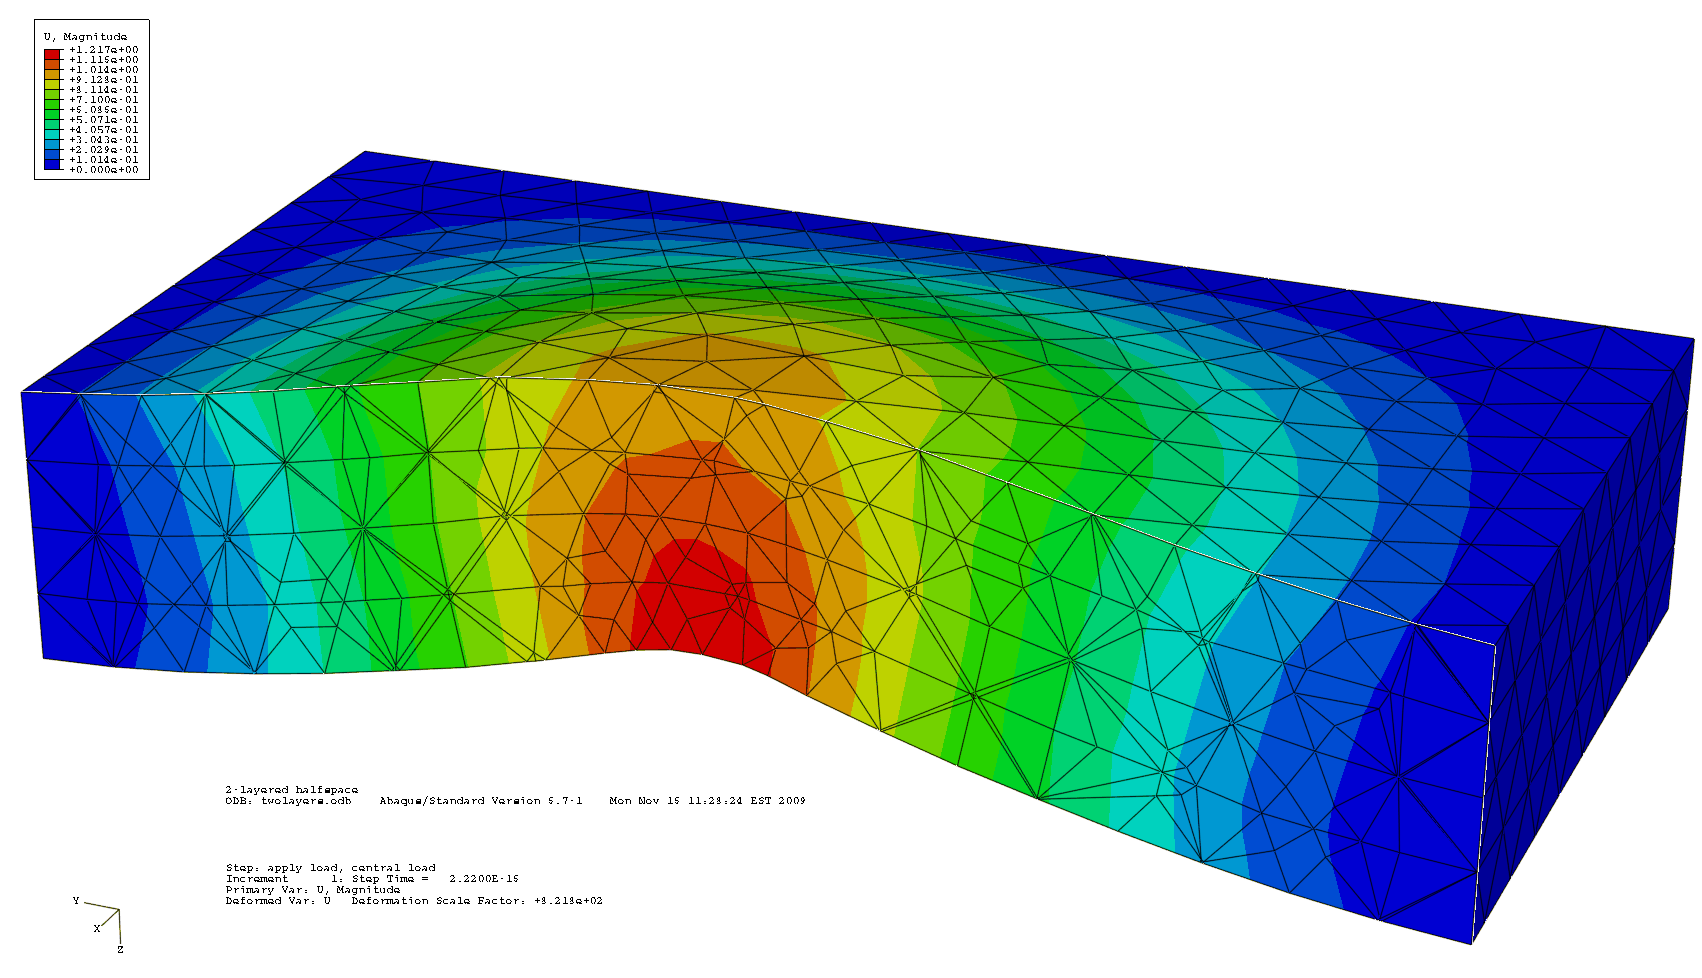 U, Magnitude
+1.217e+00
+1.116e+00
+1.014e+00
+9.128e-01
+8.114e-01
+7.100e-01
+6.085e-01
+5.071e-01
+4.057e-01
+3.043e-01
+2.029e-01
+1.014e-01
+0.000e+00
2-layered halfspace
ODB: twolayers.odb Abaqus/Standard Version 6.7-1 Mon Nov 16 11:28:24 EST 2009
Step: apply load, central load
Increment 1: Step Time = 2.2200E-16
Primary Var: U, Magnitude
Deformed Var: U Deformation Scale Factor: +8.218e+02
Y
X
Z